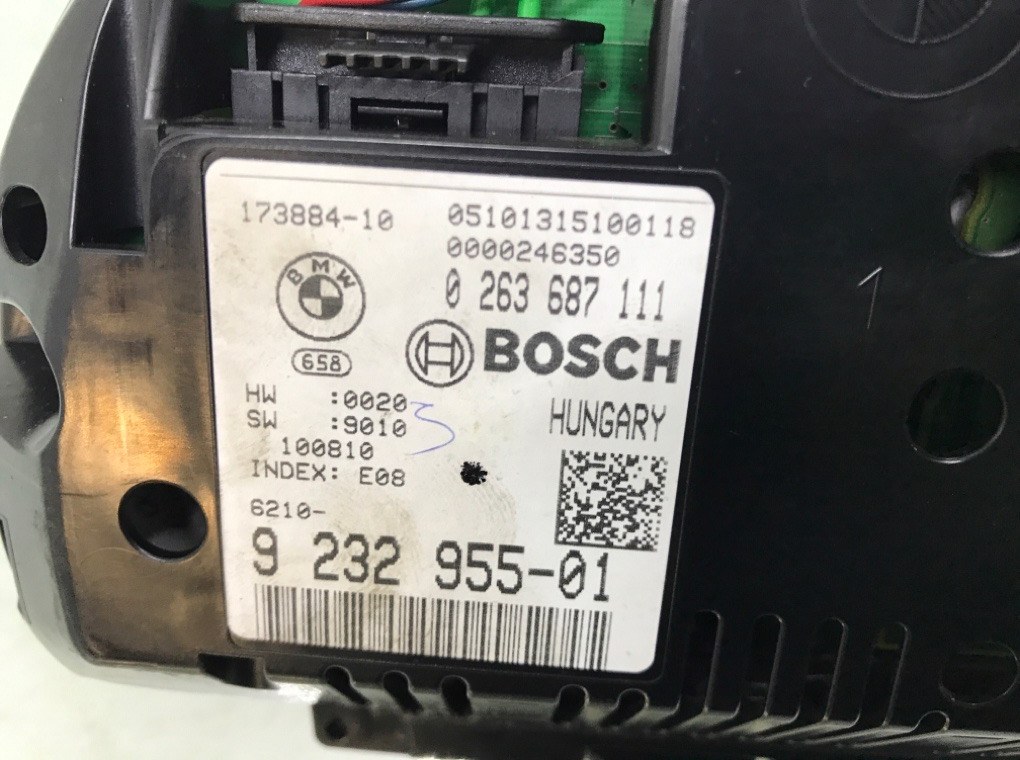 173884-10
05101315100118
0000246350
0 263 687 111
BMW
658
BOSCH
HW :0020
SW :9010
100810
INDEX: E08
HUNGARY
6210-
9 232 955-01
1